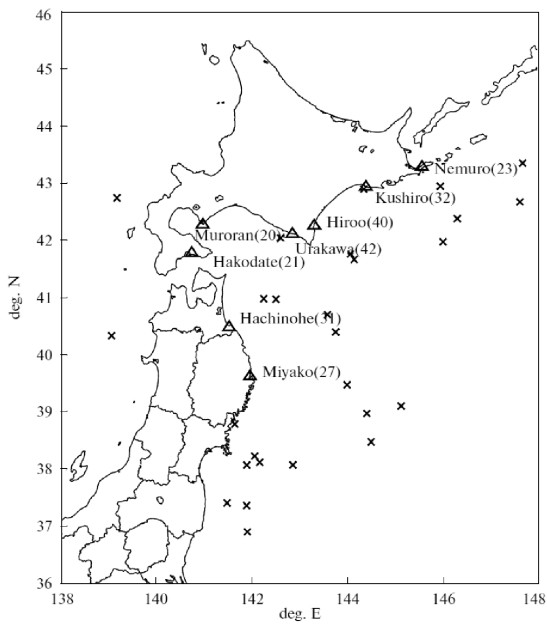 46
45
44
43
42
41
40
39
38
37
36
deg. N
Nemuro(23)
Kushiro(32)
Hiroo(40)
Muroran(20)
Urakawa(42)
Hakodate(21)
Hachinohe(31)
Miyako(27)
138
140
142
144
146
148
deg. E